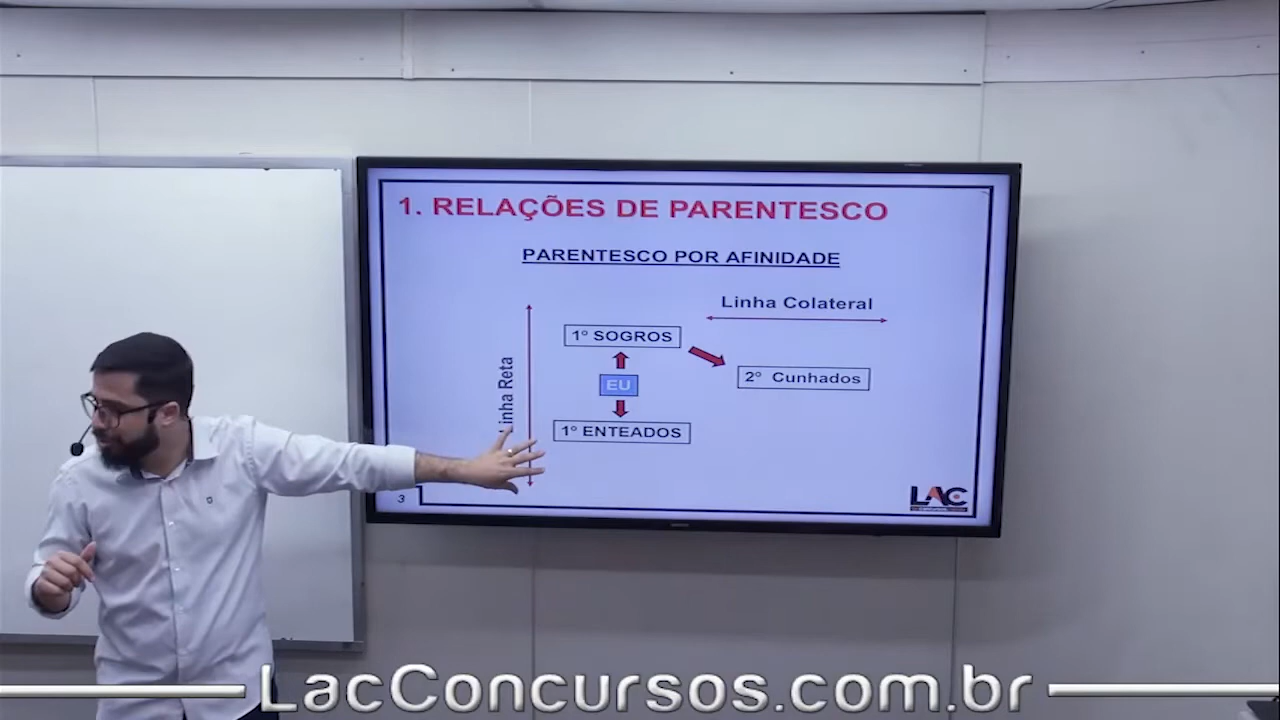 1. RELAÇÕES DE PARENTESCO
PARENTESCO POR AFINIDADE
Linha Colateral
1º SOGROS
2º Cunhados
EU
Linha Reta
1º ENTEADOS
3
LAC
LacConcursos.com.br